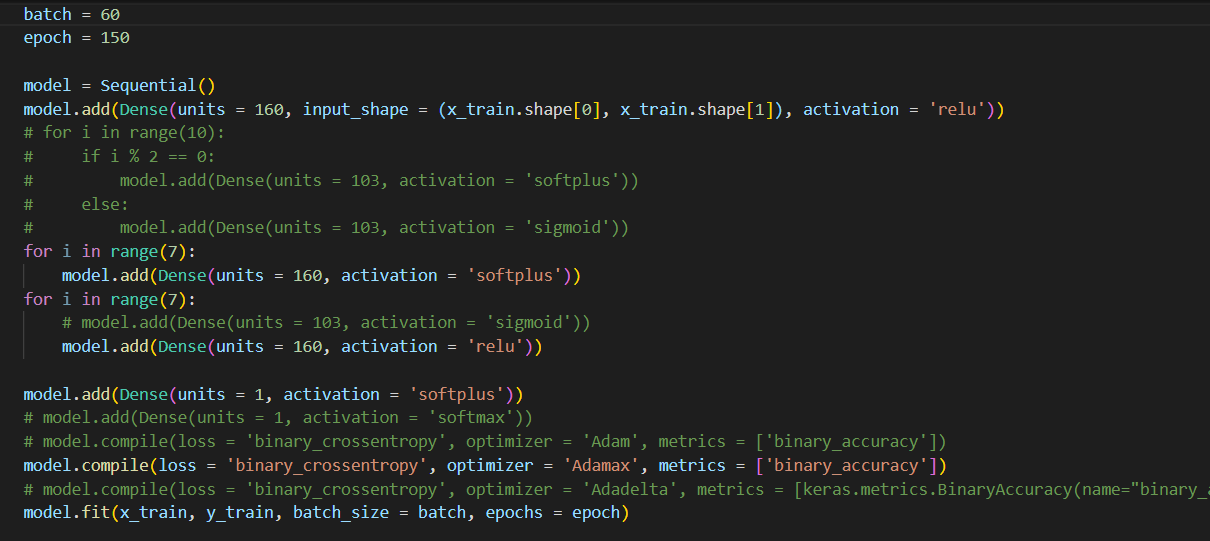 batch = 60
epoch = 150
model = Sequential()
model.add(Dense(units = 160, input_shape = (x_train.shape[0], x_train.shape[1]), activation = 'relu'))
# for i in range(10):
#     if i % 2 == 0:
#         model.add(Dense(units = 103, activation = 'softplus'))
#     else:
#         model.add(Dense(units = 103, activation = 'sigmoid'))
for i in range(7):
    model.add(Dense(units = 160, activation = 'softplus'))
for i in range(7):
    # model.add(Dense(units = 103, activation = 'sigmoid'))
    model.add(Dense(units = 160, activation = 'relu'))
model.add(Dense(units = 1, activation = 'softplus'))
# model.add(Dense(units = 1, activation = 'softmax'))
# model.compile(loss = 'binary_crossentropy', optimizer = 'Adam', metrics = ['binary_accuracy'])
model.compile(loss = 'binary_crossentropy', optimizer = 'Adamax', metrics = ['binary_accuracy'])
# model.compile(loss = 'binary_crossentropy', optimizer = 'Adadelta', metrics = [keras.metrics.BinaryAccuracy(name="binary_
model.fit(x_train, y_train, batch_size = batch, epochs = epoch)